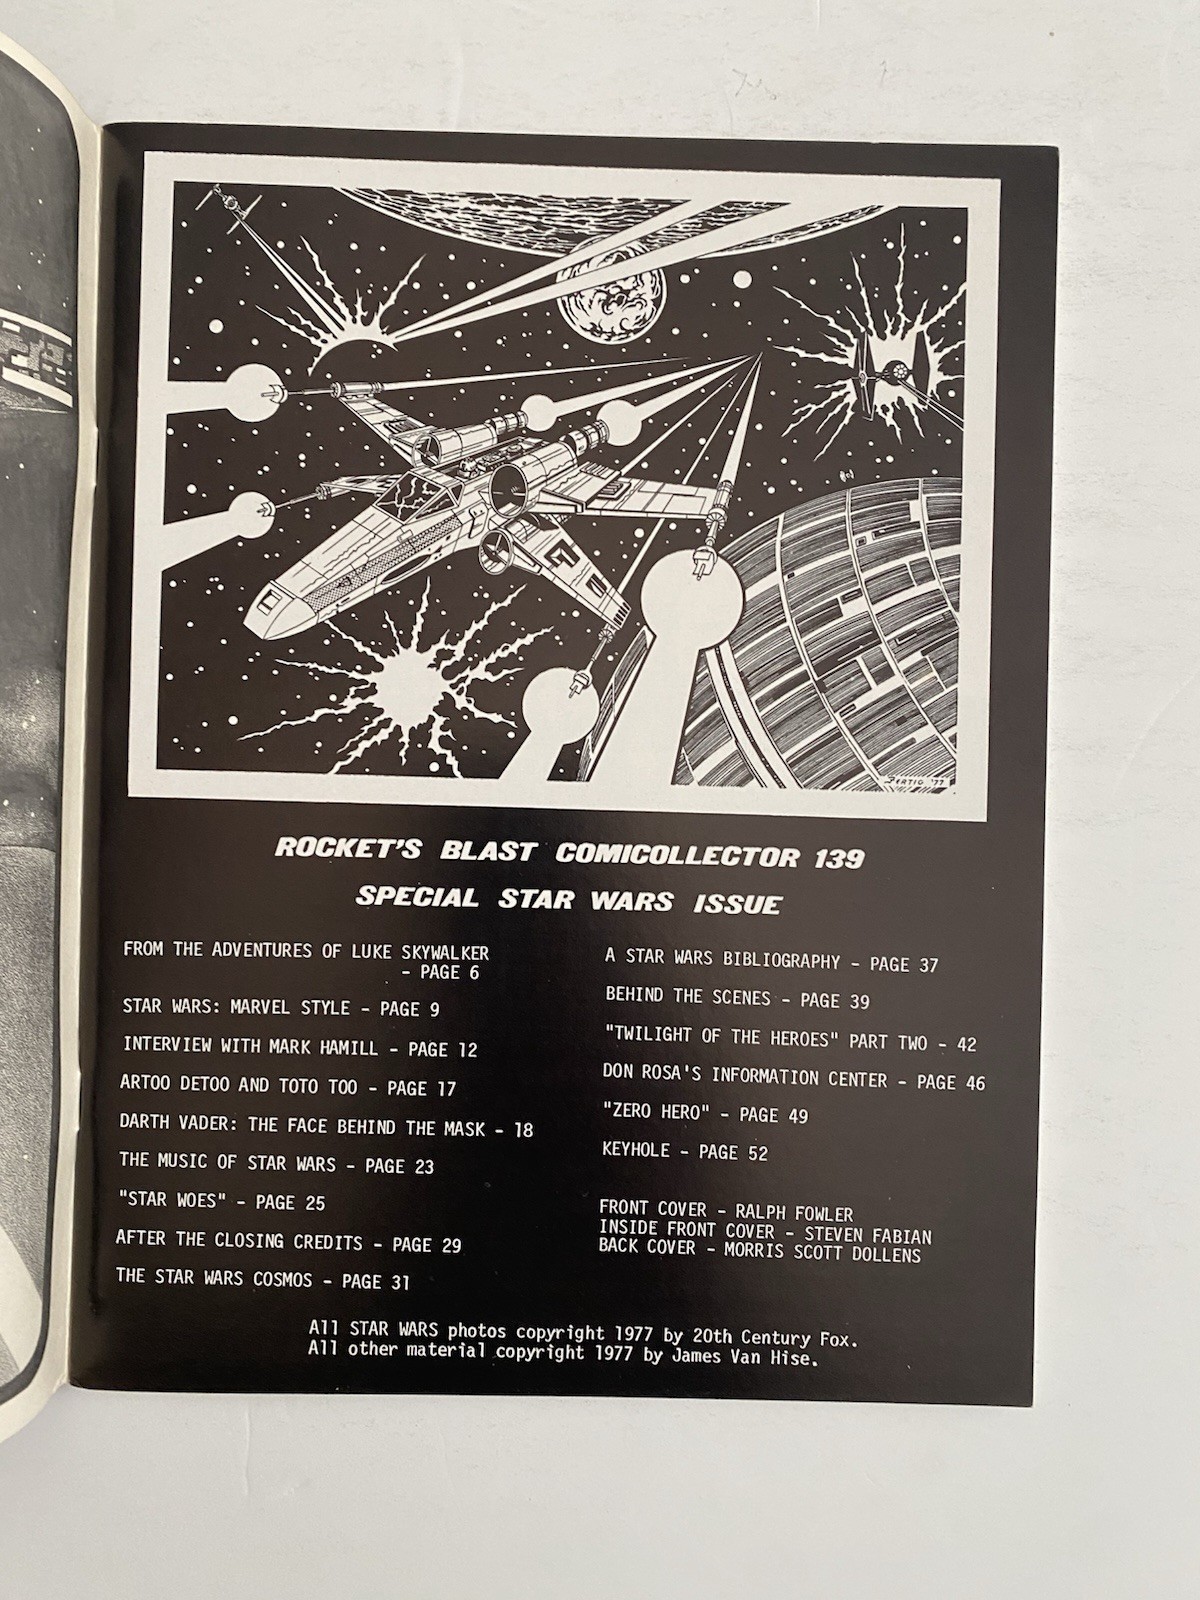 ROCKET'S BLAST COMICOLLECTOR 139
SPECIAL STAR WARS ISSUE
FROM THE ADVENTURES OF LUKE SKYWALKER
- PAGE 6
STAR WARS: MARVEL STYLE - PAGE 9
INTERVIEW WITH MARK HAMILL - PAGE 12
ARTOO DETOO AND TOTO TOO - PAGE 17
DARTH VADER: THE FACE BEHIND THE MASK - 18
THE MUSIC OF STAR WARS - PAGE 23
"STAR WOES" - PAGE 25
AFTER THE CLOSING CREDITS - PAGE 29
THE STAR WARS COSMOS - PAGE 31
A STAR WARS BIBLIOGRAPHY - PAGE 37
BEHIND THE SCENES - PAGE 39
"TWILIGHT OF THE HEROES" PART TWO - 42
DON ROSA'S INFORMATION CENTER - PAGE 46
"ZERO HERO" - PAGE 49
KEYHOLE - PAGE 52
FRONT COVER - RALPH FOWLER
INSIDE FRONT COVER - STEVEN FABIAN
BACK COVER - MORRIS SCOTT DOLLENS
All STAR WARS photos copyright 1977 by 20th Century Fox.
All other material copyright 1977 by James Van Hise.